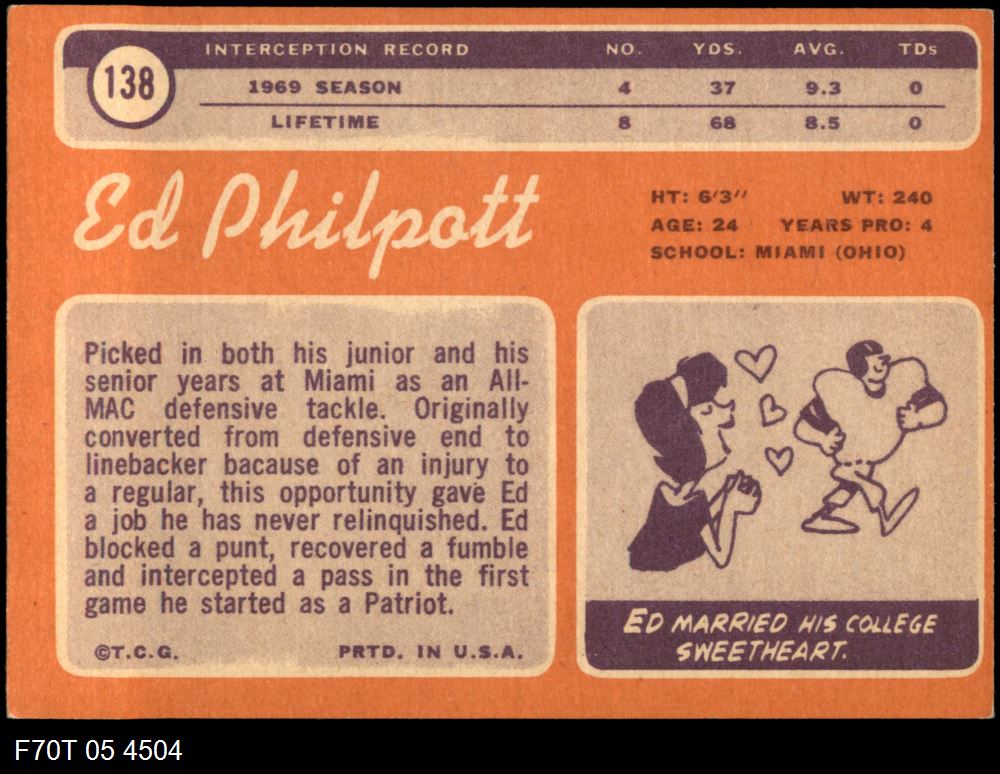 138
INTERCEPTION RECORD NO. YDS. AVG. TDs
1969 SEASON 4 37 9.3 0
LIFETIME 8 68 8.5 0
Ed Philpott
HT: 6'3" WT: 240
AGE: 24 YEARS PRO: 4
SCHOOL: MIAMI (OHIO)
Picked in both his junior and his
senior years at Miami as an All-
MAC defensive tackle. Originally
converted from defensive end to
linebacker bacause of an injury to
a regular, this opportunity gave Ed
a job he has never relinquished. Ed
blocked a punt, recovered a fumble
and intercepted a pass in the first
game he started as a Patriot.
©T.C.G. PRTD. IN U.S.A.
ED MARRIED HIS COLLEGE
SWEETHEART.
F70T 05 4504